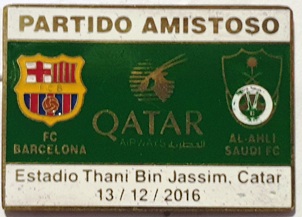 PARTIDO AMISTOSO
FCB
QATAR
AIRWAYS القطرية
FC
BARCELONA
AL-AHLI
SAUDI FC
Estadio Thani Bin Jassim, Catar
13 / 12 / 2016